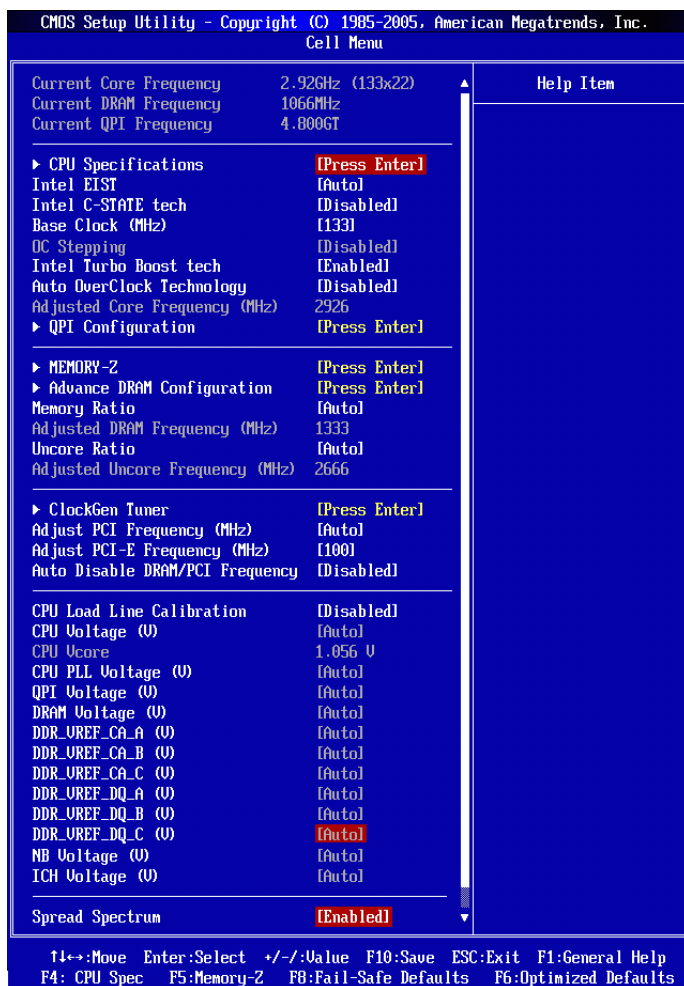 CMOS Setup Utility - Copyright (C) 1985-2005, American Megatrends, Inc.
Cell Menu
Current Core Frequency 2.92GHz (133x22)
Current DRAM Frequency 1066MHz
Current QPI Frequency 4.800GT
Help Item
▶ CPU Specifications [Press Enter]
Intel EIST [Auto]
Intel C-STATE tech [Disabled]
Base Clock (MHz) [133]
OC Stepping [Disabled]
Intel Turbo Boost tech [Enabled]
Auto OverClock Technology [Disabled]
Adjusted Core Frequency (MHz) 2926
▶ QPI Configuration [Press Enter]
▶ MEMORY-Z [Press Enter]
▶ Advance DRAM Configuration [Press Enter]
Memory Ratio [Auto]
Adjusted DRAM Frequency (MHz) 1333
Uncore Ratio [Auto]
Adjusted Uncore Frequency (MHz) 2666
▶ ClockGen Tuner [Press Enter]
Adjust PCI Frequency (MHz) [Auto]
Adjust PCI-E Frequency (MHz) [100]
Auto Disable DRAM/PCI Frequency [Disabled]
CPU Load Line Calibration [Disabled]
CPU Voltage (V) [Auto]
CPU Vcore 1.056 V
CPU PLL Voltage (V) [Auto]
QPI Voltage (V) [Auto]
DRAM Voltage (V) [Auto]
DDR_VREF_CA_A (V) [Auto]
DDR_VREF_CA_B (V) [Auto]
DDR_VREF_CA_C (V) [Auto]
DDR_VREF_DQ_A (V) [Auto]
DDR_VREF_DQ_B (V) [Auto]
DDR_VREF_DQ_C (V) [Auto]
NB Voltage (V) [Auto]
ICH Voltage (V) [Auto]
Spread Spectrum [Enabled]
↑↓↔:Move Enter:Select +/-/:Value F10:Save ESC:Exit F1:General Help
F4: CPU Spec F5:Memory-Z F8:Fail-Safe Defaults F6:Optimized Defaults